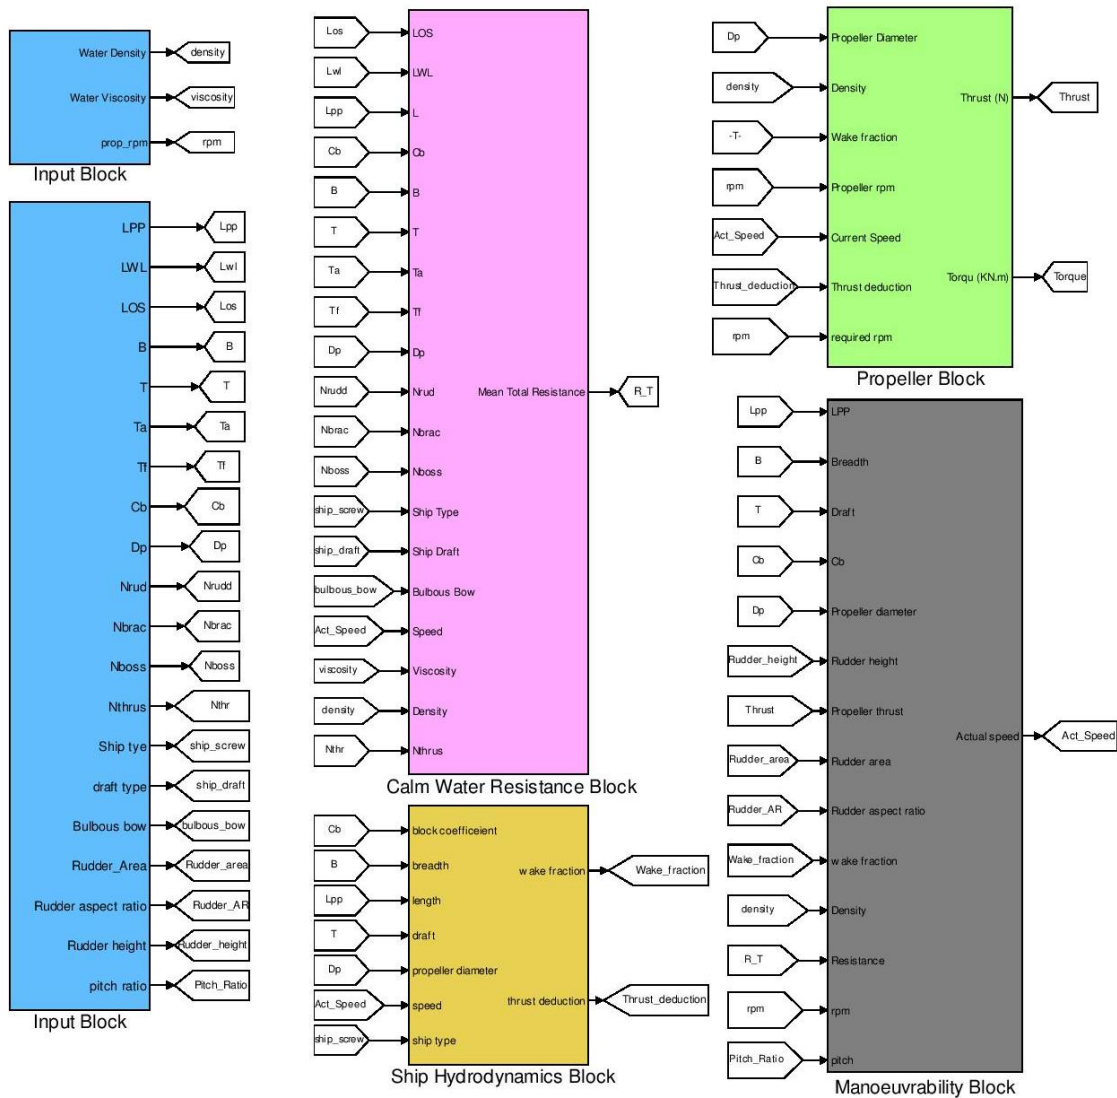 Water Density
density
Water Viscosity
viscosity
prop_rpm
rpm
Input Block
LPP
Lpp
LWL
Lwl
LOS
Los
B
B
T
T
Ta
Ta
Tf
Tf
Cb
Cb
Dp
Dp
Nrud
Nrudd
Nbrac
Nbrac
Nboss
Nboss
Nthrus
Nthr
Ship tye
ship_screw
draft type
ship_draft
Bulbous bow
bulbous_bow
Rudder_Area
Rudder_area
Rudder aspect ratio
Rudder_AR
Rudder height
Rudder_height
pitch ratio
Pitch_Ratio
Input Block
Los
LOS
Lwl
LWL
Lpp
L
Cb
Cb
B
B
T
T
Ta
Ta
Tf
Tf
Dp
Dp
Nrudd
Nrud
Mean Total Resistance
R_T
Nbrac
Nbrac
Nboss
Nboss
ship_screw
Ship Type
ship_draft
Ship Draft
bulbous_bow
Bulbous Bow
Act_Speed
Speed
viscosity
Viscosity
density
Density
Nthr
Nthrus
Calm Water Resistance Block
Cb
block coefficeient
B
breadth
wake fraction
Wake_fraction
Lpp
length
T
draft
Dp
propeller diameter
Act_Speed
speed
thrust deduction
Thrust_deduction
ship_screw
ship type
Ship Hydrodynamics Block
Dp
Propeller Diameter
density
Density
Thrust (N)
Thrust
-T-
Wake fraction
rpm
Propeller rpm
Act_Speed
Current Speed
Thrust_deduction
Thrust deduction
Torqu (KN.m)
Torque
rpm
required rpm
Propeller Block
Lpp
LPP
B
Breadth
T
Draft
Cb
Cb
Dp
Propeller diameter
Rudder_height
Rudder height
Thrust
Propeller thrust
Actual speed
Act_Speed
Rudder_area
Rudder area
Rudder_AR
Rudder aspect ratio
Wake_fraction
wake fraction
density
Density
R_T
Resistance
rpm
rpm
Pitch_Ratio
pitch
Manoeuvrability Block